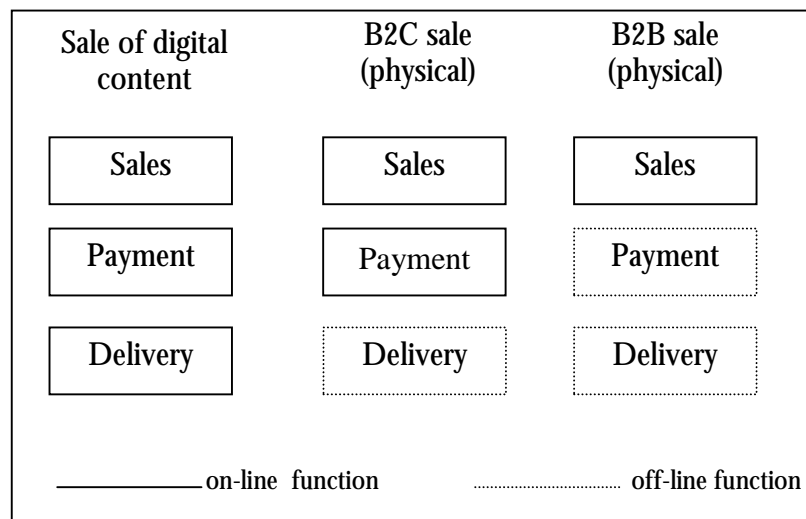 Sale of digital
content
B2C sale
(physical)
B2B sale
(physical)
Sales
Sales
Sales
Payment
Payment
Payment
Delivery
Delivery
Delivery
on-line function
off-line function